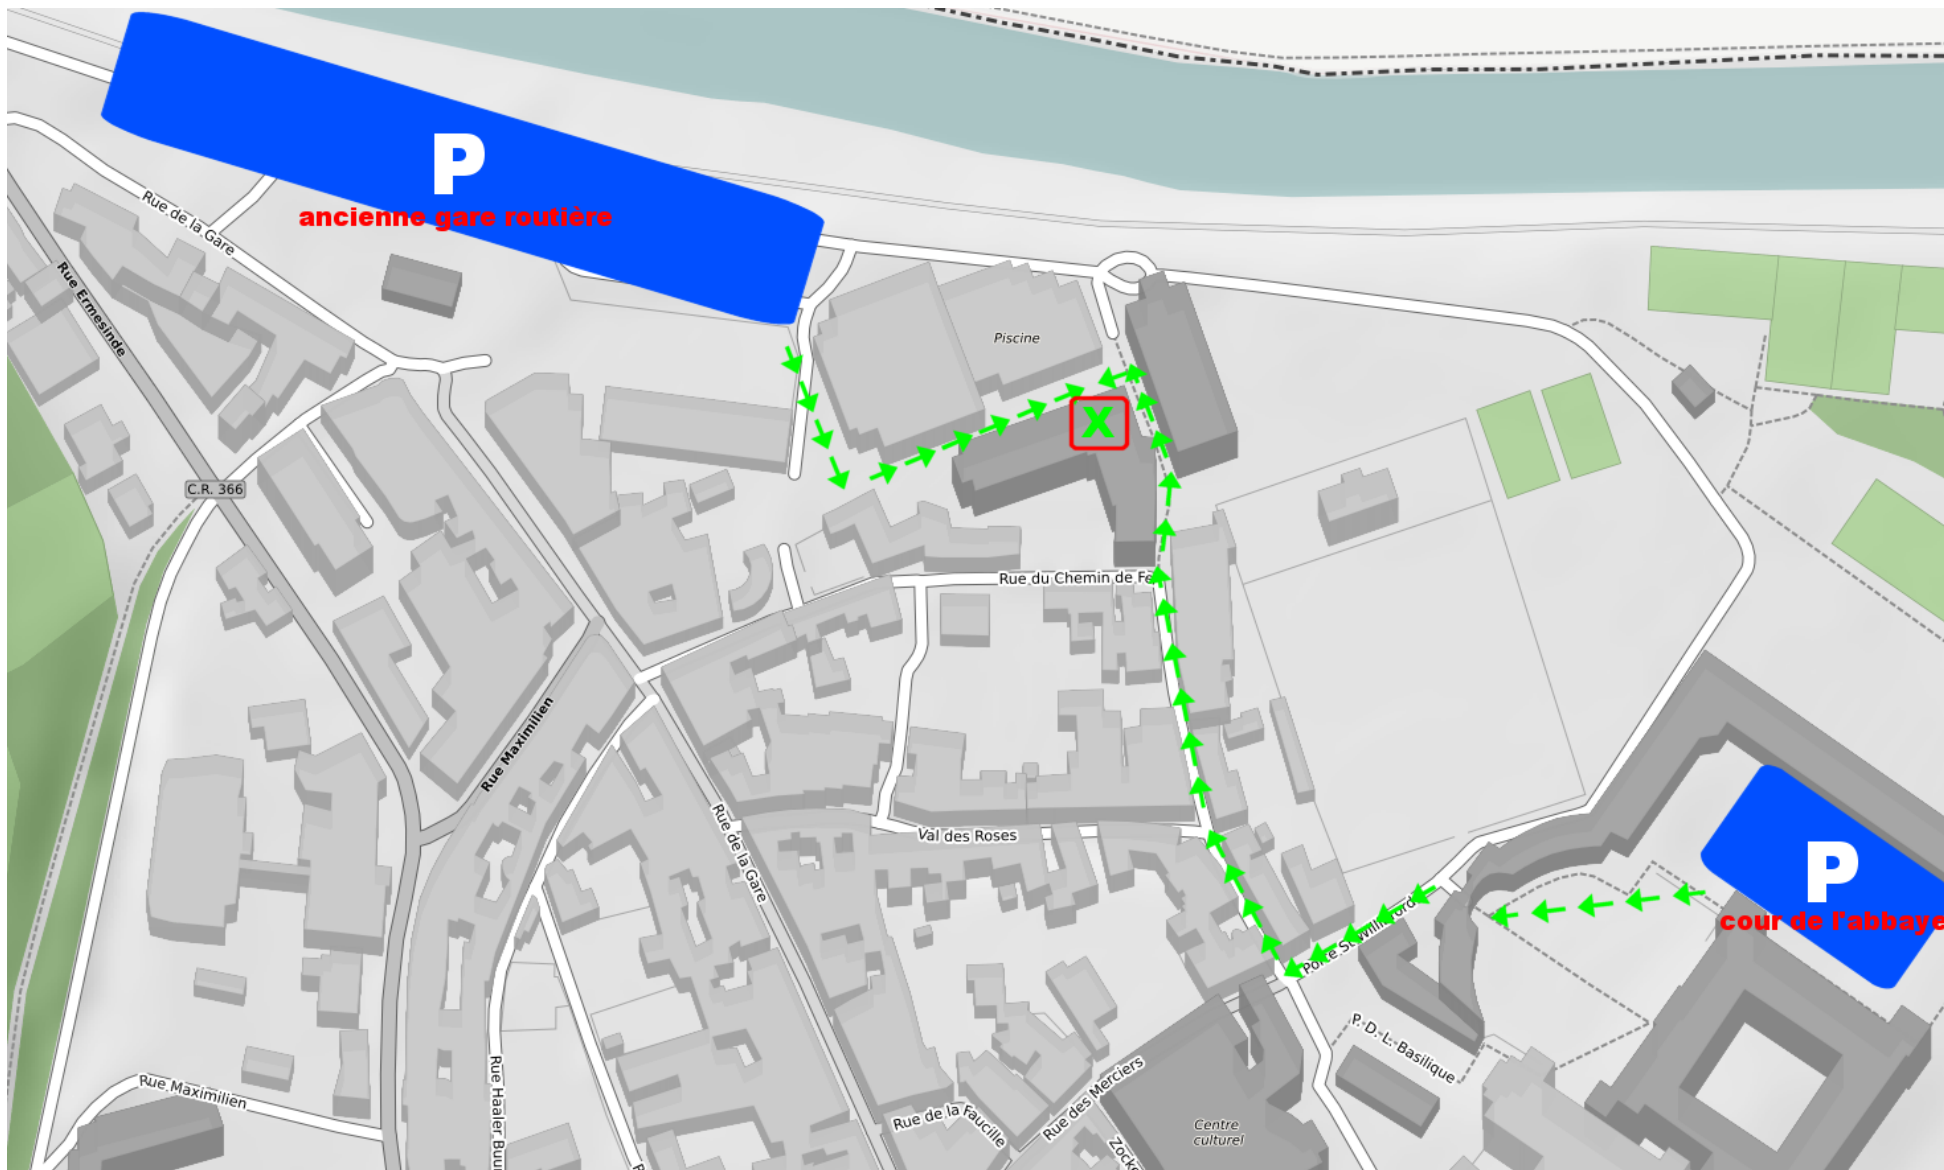 P
ancienne gare routière
Rue de la Gare
Rue Ermesinde
Piscine
X
C.R. 366
Rue du Chemin de Fe
Rue Maximilien
Rue de la Gare
Val des Roses
P
cour de l'abbaye
Porte St Willibrord
P. D. L. Basilique
Rue Maximilien
Rue Haaler Buur
Rue de la Faucille
Rue des Merciers
Centre
culturel
Zocke
R